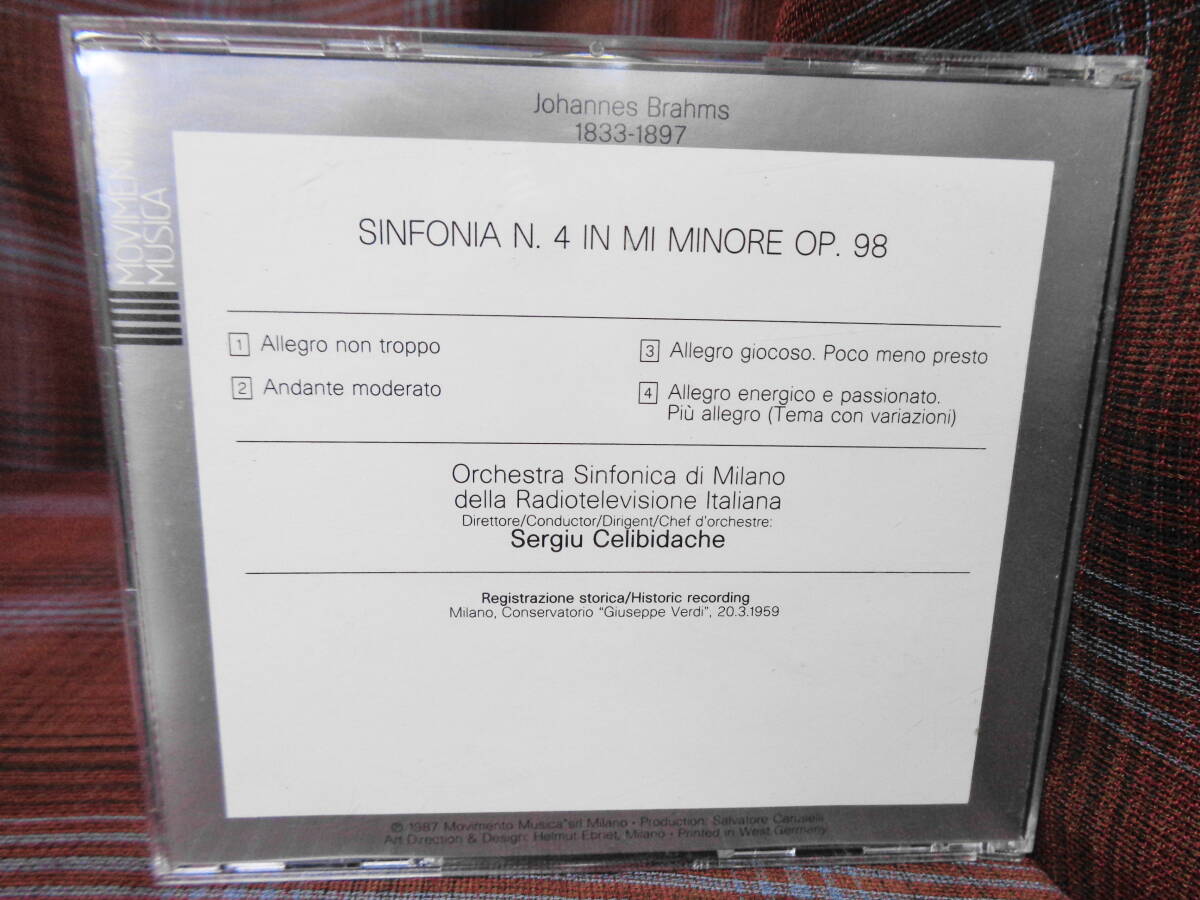 Johannes Brahms
1833-1897
MOVIMENTO
MUSICA
SINFONIA N. 4 IN MI MINORE OP. 98
1 Allegro non troppo
2 Andante moderato
3 Allegro giocoso. Poco meno presto
4 Allegro energico e passionato.
Più allegro (Tema con variazioni)
Orchestra Sinfonica di Milano
della Radiotelevisione Italiana
Direttore/Conductor/Dirigent/Chef d'orchestre:
Sergiu Celibidache
Registrazione storica/Historic recording
Milano, Conservatorio "Giuseppe Verdi", 20.3.1959
℗ 1987 Movimento Musica srl Milano · Production: Salvatore
Art Direction & Design: Helmut Milano · Printed in West Germany